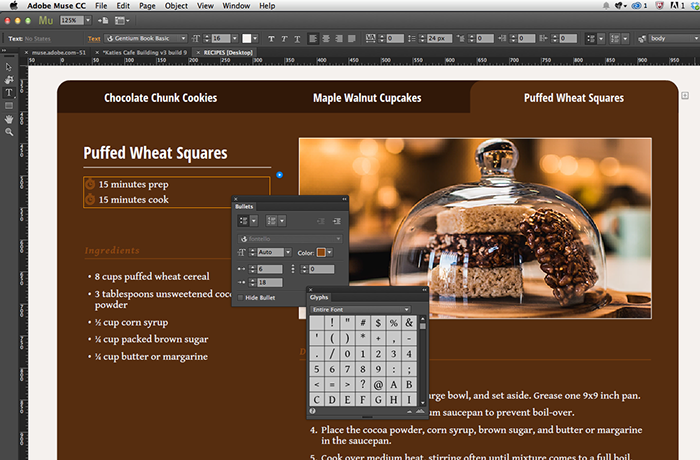 Adobe Muse CC File Edit Page Object View Window Help
Mu 125%
Text: No States Text Gentium Book Basic 16 0 24 px 0 0 0 body
muse.adobe.com-51 × *Katies Cafe Building v3 build 9 × RECIPES [Desktop]
Chocolate Chunk Cookies Maple Walnut Cupcakes Puffed Wheat Squares
Puffed Wheat Squares
15 minutes prep
15 minutes cook
Bullets
Auto Color:
6 0
18
Hide Bullet
Ingredients
• 8 cups puffed wheat cereal
• 3 tablespoons unsweetened coc
powder
• ½ cup corn syrup
• ¼ cup packed brown sugar
• ¼ cup butter or margarine
Glyphs
Entire Font
! " # $ % &
' ( ) * + , -
. / 0 1 2 3 4
5 6 7 8 9 : ;
< = > ? @ A B
C D E F G H I
D
arge bowl, and set aside. Grease one 9x9 inch pan.
um saucepan to prevent boil-over.
4. Place the cocoa powder, corn syrup, brown sugar, and butter or margarine
in the saucepan.
5. Cook over medium heat, stirring often until mixture comes to a full boil.